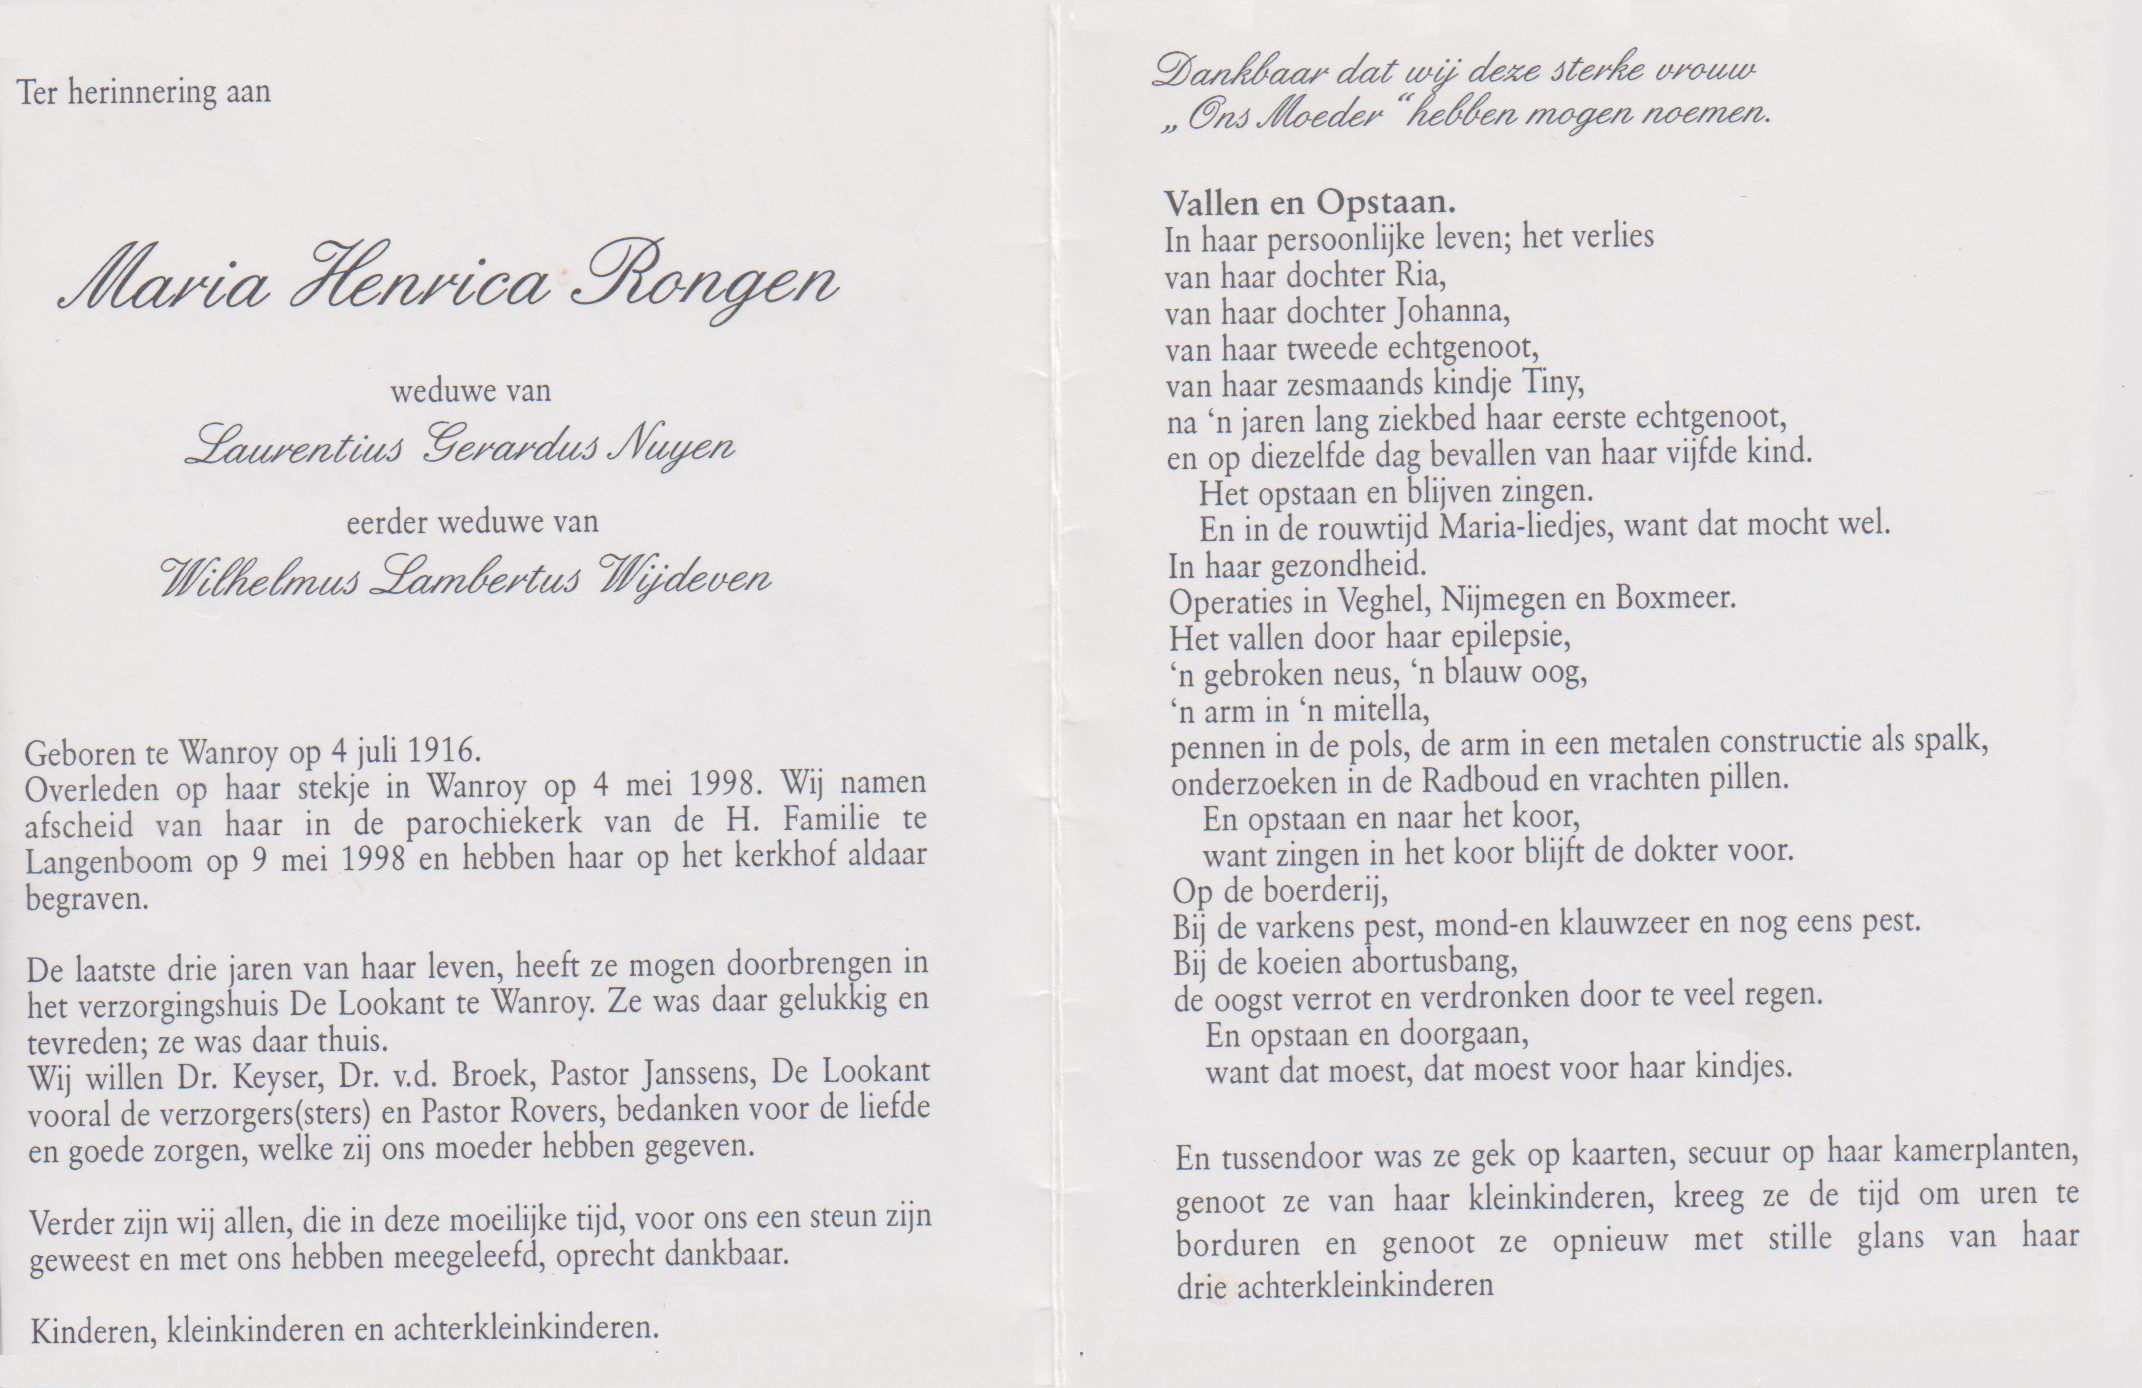 Ter herinnering aan
Maria Henrica Rongen
weduwe van
Laurentius Gerardus Nuyen
eerder weduwe van
Wilhelmus Lambertus Wijdeven
Geboren te Wanroy op 4 juli 1916.
Overleden op haar stekje in Wanroy op 4 mei 1998. Wij namen
afscheid van haar in de parochiekerk van de H. Familie te
Langenboom op 9 mei 1998 en hebben haar op het kerkhof aldaar
begraven.
De laatste drie jaren van haar leven, heeft ze mogen doorbrengen in
het verzorgingshuis De Lookant te Wanroy. Ze was daar gelukkig en
tevreden; ze was daar thuis.
Wij willen Dr. Keyser, Dr. v.d. Broek, Pastor Janssens, De Lookant
vooral de verzorgers(sters) en Pastor Rovers, bedanken voor de liefde
en goede zorgen, welke zij ons moeder hebben gegeven.
Verder zijn wij allen, die in deze moeilijke tijd, voor ons een steun zijn
geweest en met ons hebben meegeleefd, oprecht dankbaar.
Kinderen, kleinkinderen en achterkleinkinderen.
Dankbaar dat wij deze sterke vrouw
„Ons Moeder“ hebben mogen noemen.
Vallen en Opstaan.
In haar persoonlijke leven; het verlies
van haar dochter Ria,
van haar dochter Johanna,
van haar tweede echtgenoot,
van haar zesmaands kindje Tiny,
na ‘n jaren lang ziekbed haar eerste echtgenoot,
en op diezelfde dag bevallen van haar vijfde kind.
Het opstaan en blijven zingen.
En in de rouwtijd Maria-liedjes, want dat mocht wel.
In haar gezondheid.
Operaties in Veghel, Nijmegen en Boxmeer.
Het vallen door haar epilepsie,
‘n gebroken neus, ‘n blauw oog,
‘n arm in ‘n mitella,
pennen in de pols, de arm in een metalen constructie als spalk,
onderzoeken in de Radboud en vrachten pillen.
En opstaan en naar het koor,
want zingen in het koor blijft de dokter voor.
Op de boerderij,
Bij de varkens pest, mond-en klauwzeer en nog eens pest.
Bij de koeien abortusbang,
de oogst verrot en verdronken door te veel regen.
En opstaan en doorgaan,
want dat moest, dat moest voor haar kindjes.
En tussendoor was ze gek op kaarten, secuur op haar kamerplanten,
genoot ze van haar kleinkinderen, kreeg ze de tijd om uren te
borduren en genoot ze opnieuw met stille glans van haar
drie achterkleinkinderen